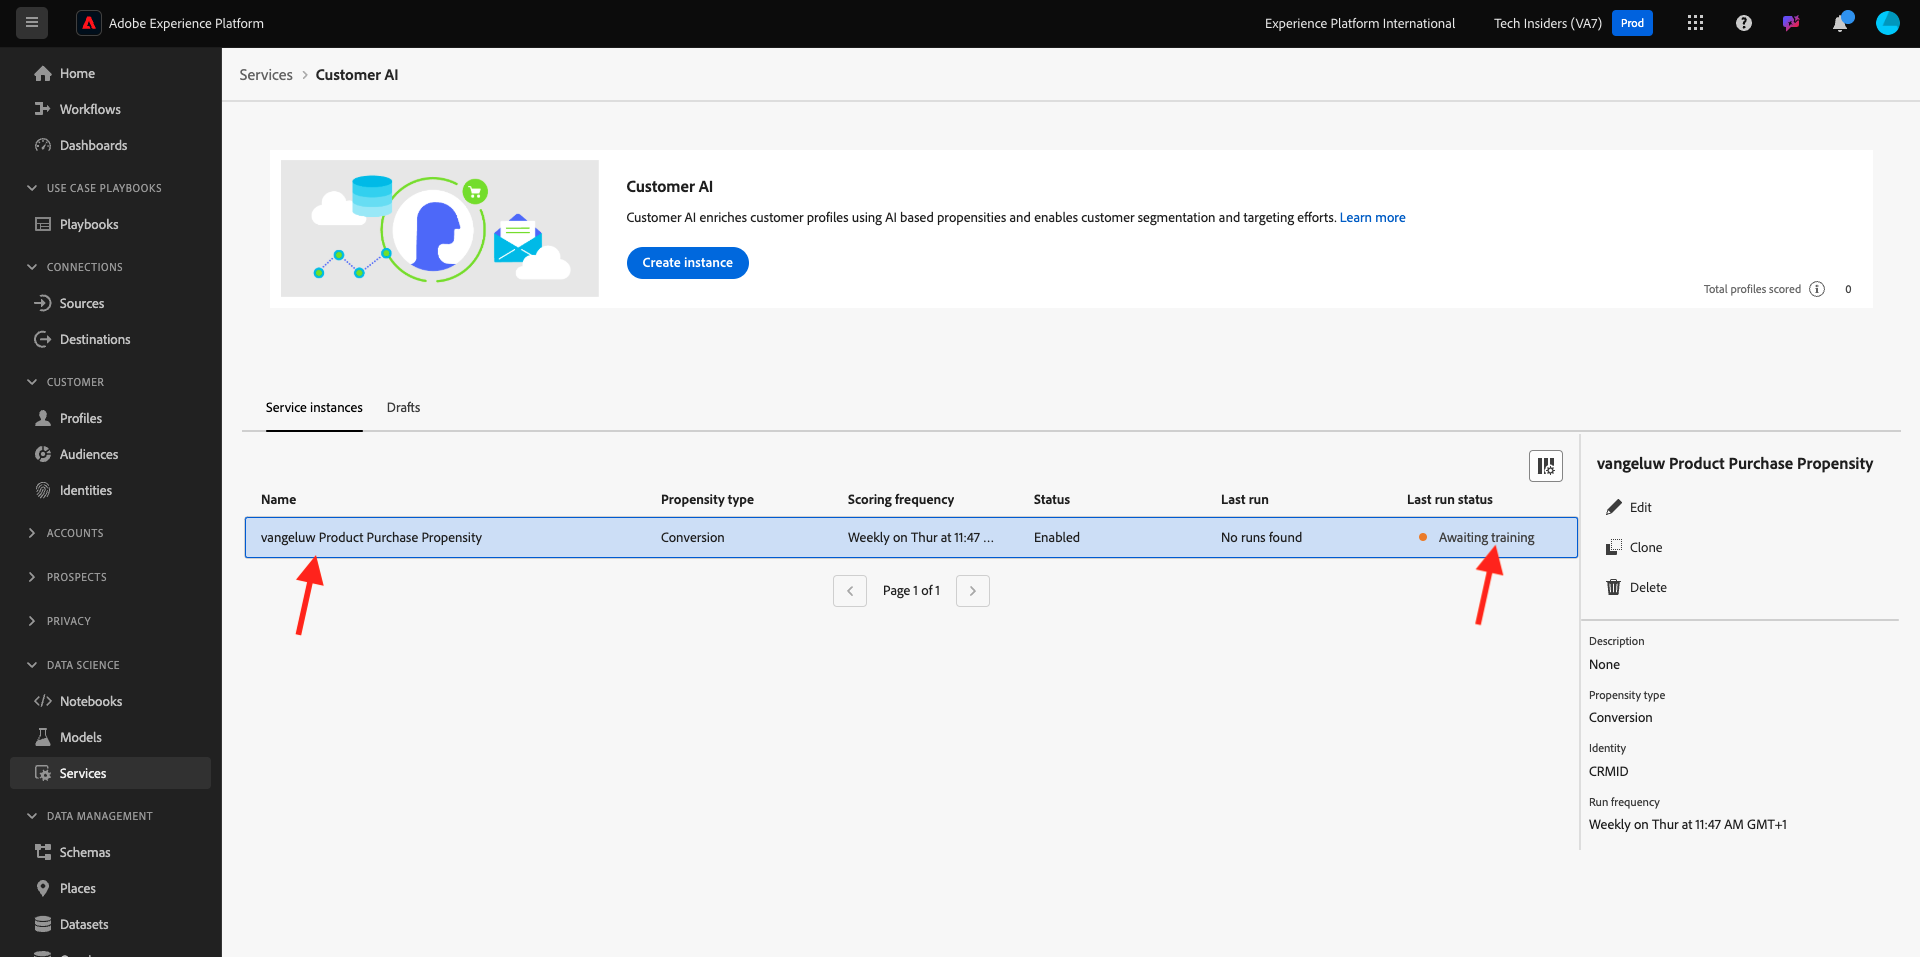 Adobe Experience Platform
Experience Platform International
Tech Insiders (VA7)
Prod
Home
Workflows
Dashboards
USE CASE PLAYBOOKS
Playbooks
CONNECTIONS
Sources
Destinations
CUSTOMER
Profiles
Audiences
Identities
ACCOUNTS
PROSPECTS
PRIVACY
DATA SCIENCE
Notebooks
Models
Services
DATA MANAGEMENT
Schemas
Places
Datasets
Services > Customer AI
Customer AI
Customer AI enriches customer profiles using AI based propensities and enables customer segmentation and targeting efforts. Learn more
Create instance
Total profiles scored 0
Service instances
Drafts
Name Propensity type Scoring frequency Status Last run Last run status
vangeluw Product Purchase Propensity Conversion Weekly on Thur at 11:47 ... Enabled No runs found Awaiting training
Page 1 of 1
vangeluw Product Purchase Propensity
Edit
Clone
Delete
Description
None
Propensity type
Conversion
Identity
CRMID
Run frequency
Weekly on Thur at 11:47 AM GMT+1